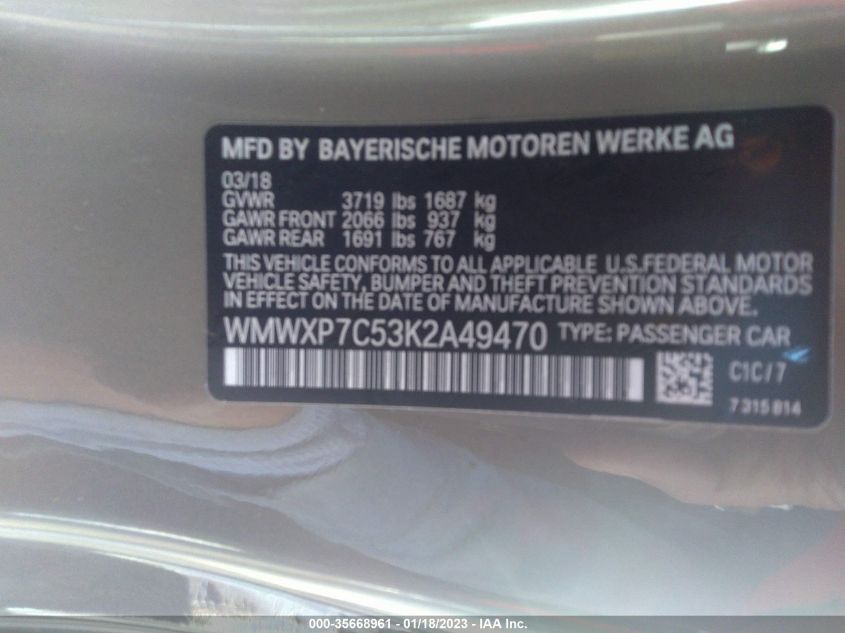 MFD BY BAYERISCHE MOTOREN WERKE AG
03/18
GVWR 3719 lbs 1687 kg
GAWR FRONT 2066 lbs 937 kg
GAWR REAR 1691 lbs 767 kg
THIS VEHICLE CONFORMS TO ALL APPLICABLE U.S.FEDERAL MOTOR
VEHICLE SAFETY, BUMPER AND THEFT PREVENTION STANDARDS
IN EFFECT ON THE DATE OF MANUFACTURE SHOWN ABOVE.
WMWXP7C53K2A49470 TYPE: PASSENGER CAR
C1C/7
7315814
000-35668961 - 01/18/2023 - IAA Inc.